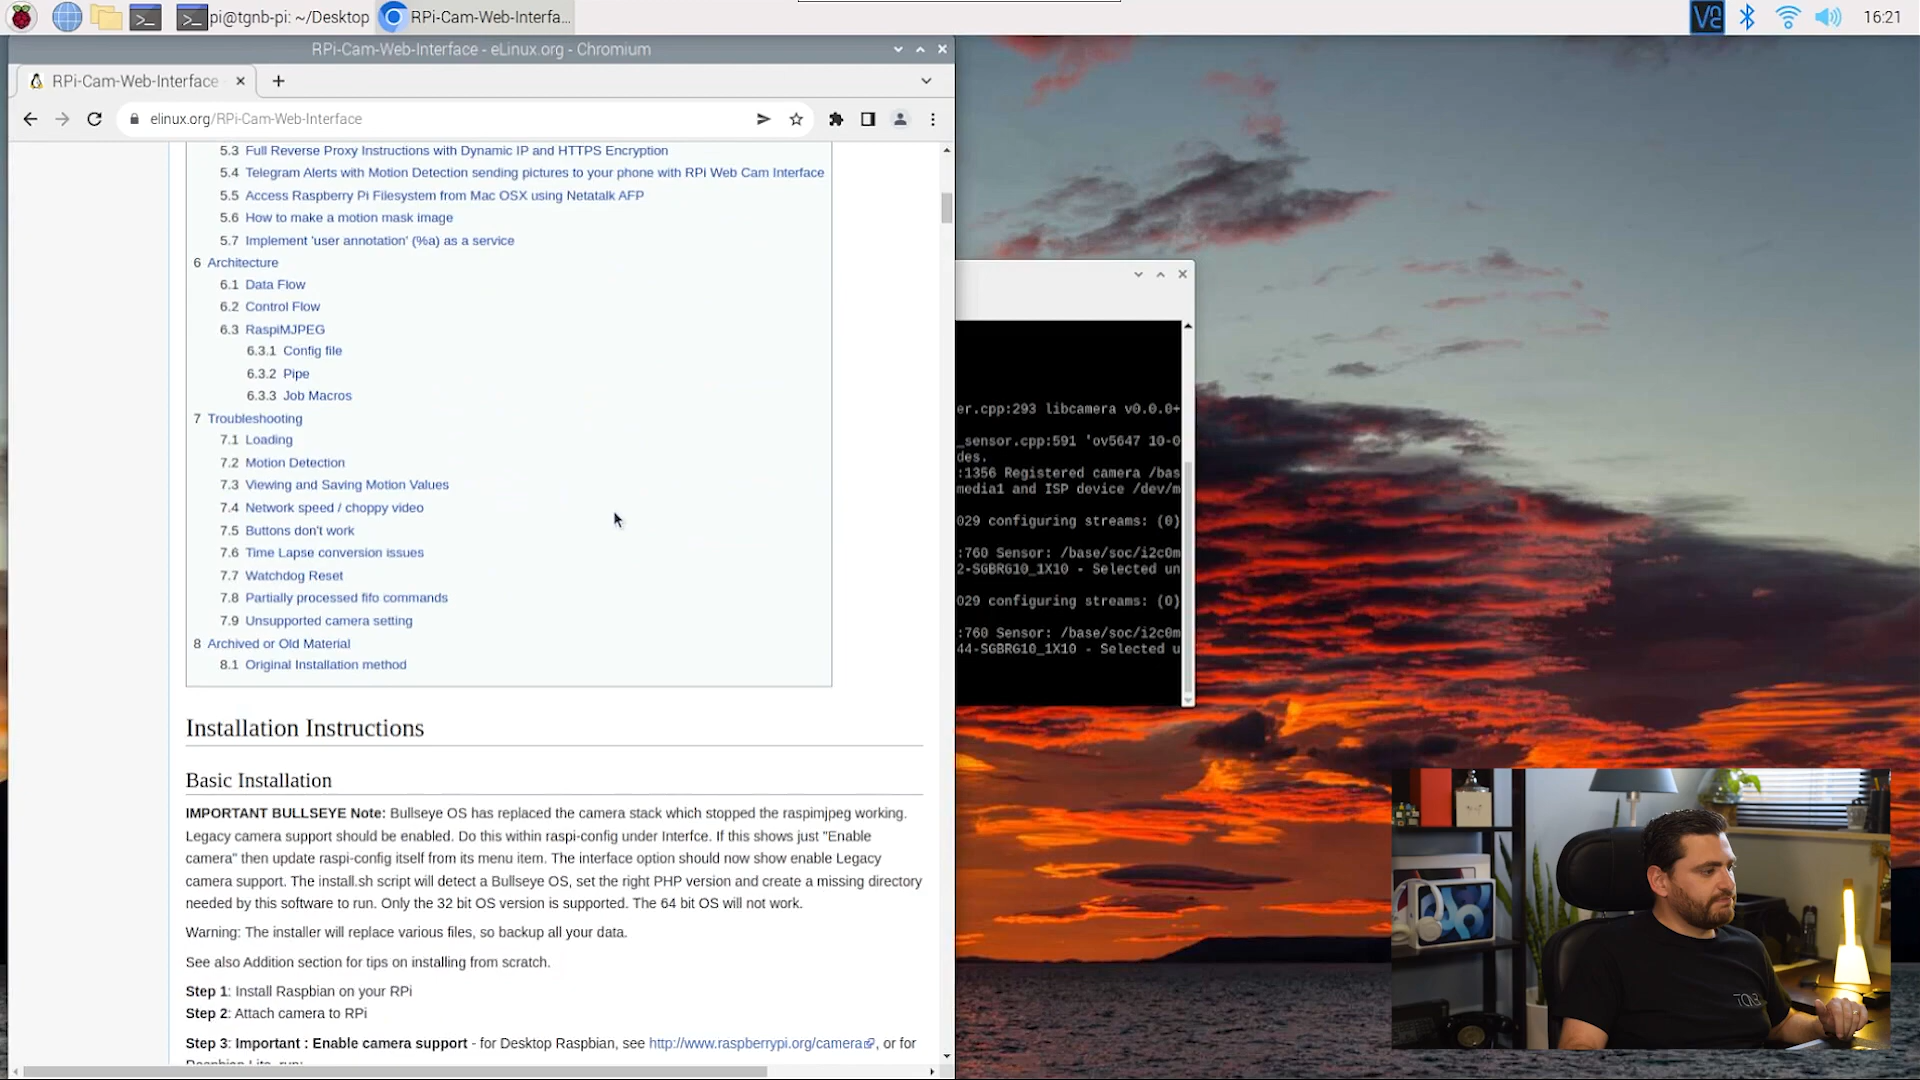 pi@tgnb-pi: ~/Desktop
RPi-Cam-Web-Interfa...
16:21
RPi-Cam-Web-Interface - eLinux.org - Chromium
RPi-Cam-Web-Interface
elinux.org/RPi-Cam-Web-Interface
5.3 Full Reverse Proxy Instructions with Dynamic IP and HTTPS Encryption
5.4 Telegram Alerts with Motion Detection sending pictures to your phone with RPi Web Cam Interface
5.5 Access Raspberry Pi Filesystem from Mac OSX using Netatalk AFP
5.6 How to make a motion mask image
5.7 Implement 'user annotation' (%a) as a service
6 Architecture
6.1 Data Flow
6.2 Control Flow
6.3 RaspiMJPEG
6.3.1 Config file
6.3.2 Pipe
6.3.3 Job Macros
7 Troubleshooting
7.1 Loading
7.2 Motion Detection
7.3 Viewing and Saving Motion Values
7.4 Network speed / choppy video
7.5 Buttons don't work
7.6 Time Lapse conversion issues
7.7 Watchdog Reset
7.8 Partially processed fifo commands
7.9 Unsupported camera setting
8 Archived or Old Material
8.1 Original Installation method
Installation Instructions
Basic Installation
IMPORTANT BULLSEYE Note: Bullseye OS has replaced the camera stack which stopped the raspimjpeg working.
Legacy camera support should be enabled. Do this within raspi-config under Interfce. If this shows just "Enable
camera" then update raspi-config itself from its menu item. The interface option should now show enable Legacy
camera support. The install.sh script will detect a Bullseye OS, set the right PHP version and create a missing directory
needed by this software to run. Only the 32 bit OS version is supported. The 64 bit OS will not work.
Warning: The installer will replace various files, so backup all your data.
See also Addition section for tips on installing from scratch.
Step 1: Install Raspbian on your RPi
Step 2: Attach camera to RPi
Step 3: Important : Enable camera support - for Desktop Raspbian, see http://www.raspberrypi.org/camera, or for
er.cpp:293 libcamera v0.0.0+
_sensor.cpp:591 'ov5647 10-0
des.
:1356 Registered camera /bas
media1 and ISP device /dev/m
029 configuring streams: (0)
:760 Sensor: /base/soc/i2c0m
2-SGBRG10_1X10 - Selected un
029 configuring streams: (0)
:760 Sensor: /base/soc/i2c0m
44-SGBRG10_1X10 - Selected u